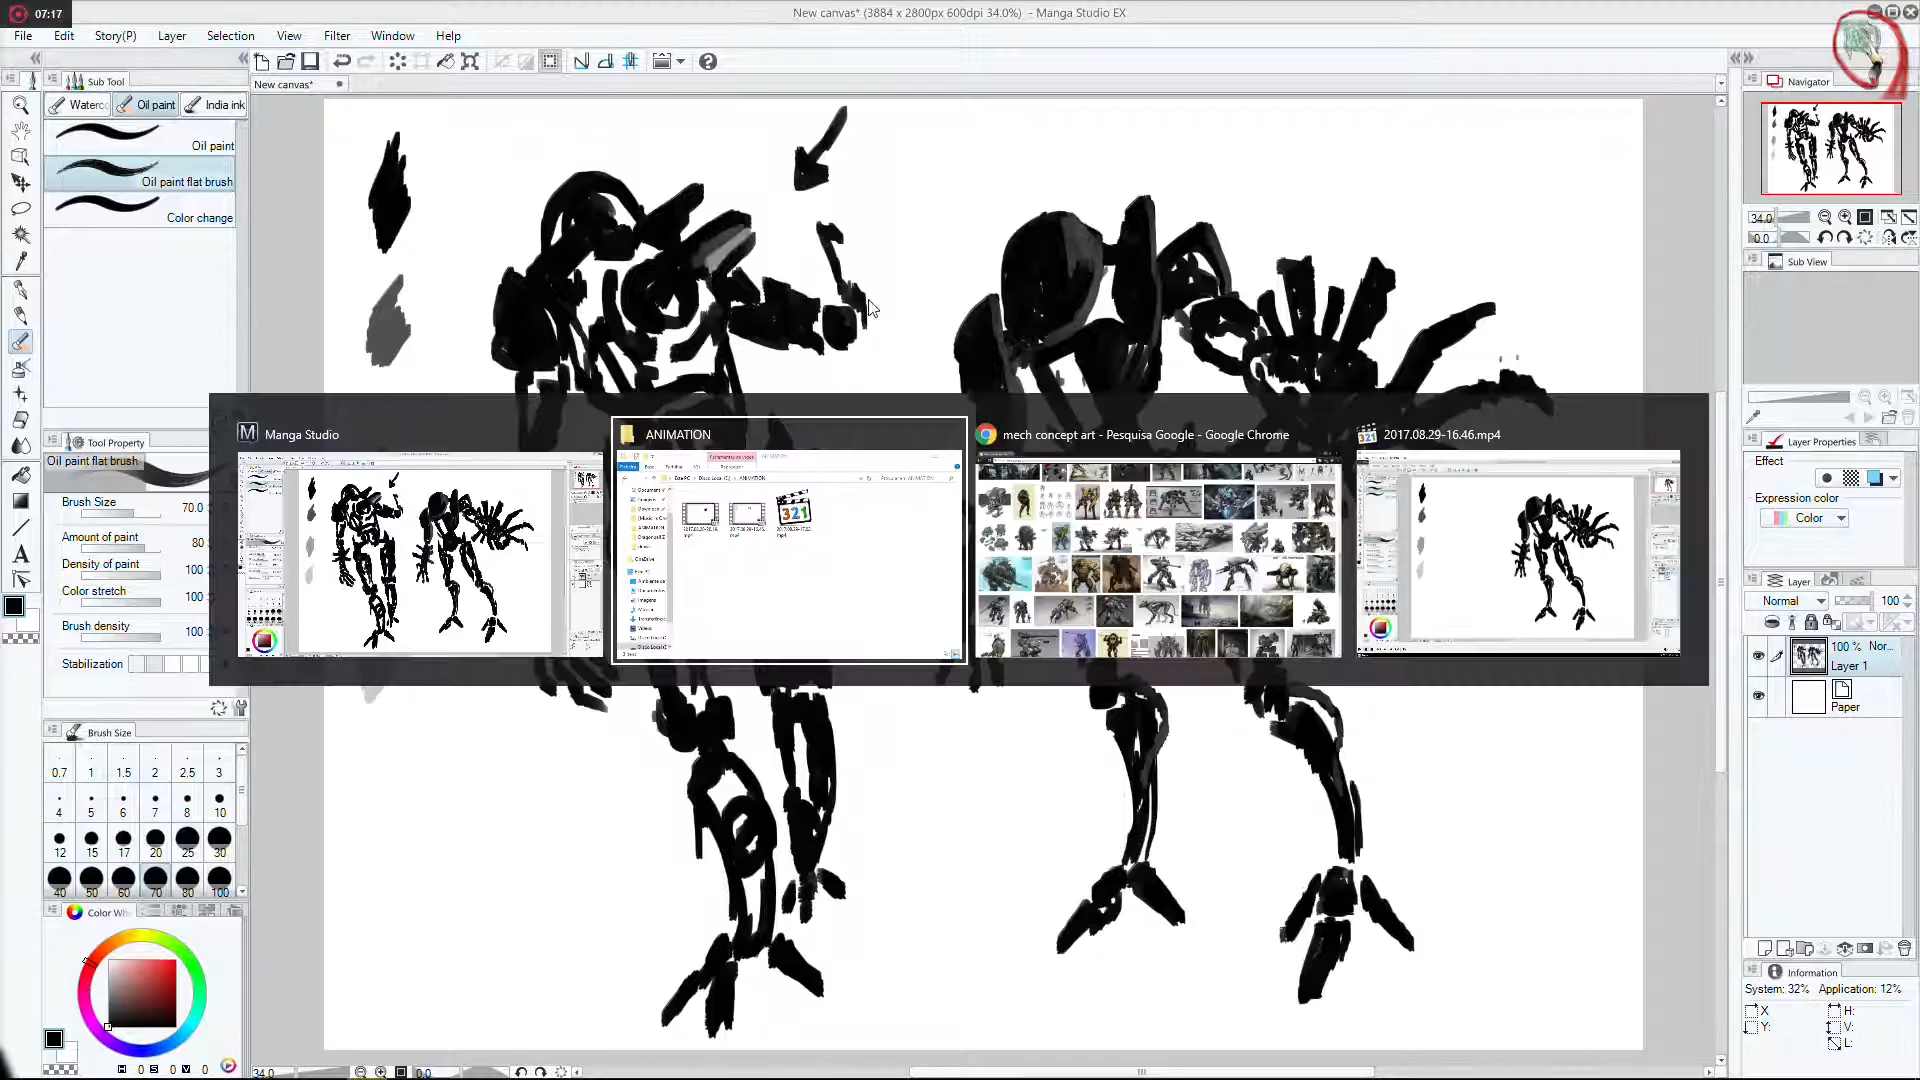 07:17
New canvas* (3884 x 2800px 600dpi 34.0%) - Manga Studio EX
File Edit Story(P) Layer Selection View Filter Window Help
Sub Tool
New canvas*
Navigator
Waterc Oil paint India ink
Oil paint
Oil paint flat brush
Color change
34.0
0.0
Sub View
Tool Property
Oil paint flat brush
Brush Size 70.0
Amount of paint 80
Density of paint 100
Color stretch 100
Brush density 100
Stabilization
Manga Studio
ANIMATION
mech concept art - Pesquisa Google - Google Chrome
2017.08.29-16.46.mp4
Layer Properties
Effect
Expression color
Color
Layer
Normal 100
100 % Nor...
Layer 1
Paper
Brush Size
0.7 1 1.5 2 2.5 3
4 5 6 7 8 10
12 15 17 20 25 30
40 50 60 70 80 100
Color Wh
H 0 S 0 V 0
34.0 0.0
Information
System: 32% Application: 12%
X H:
Y: V:
L: